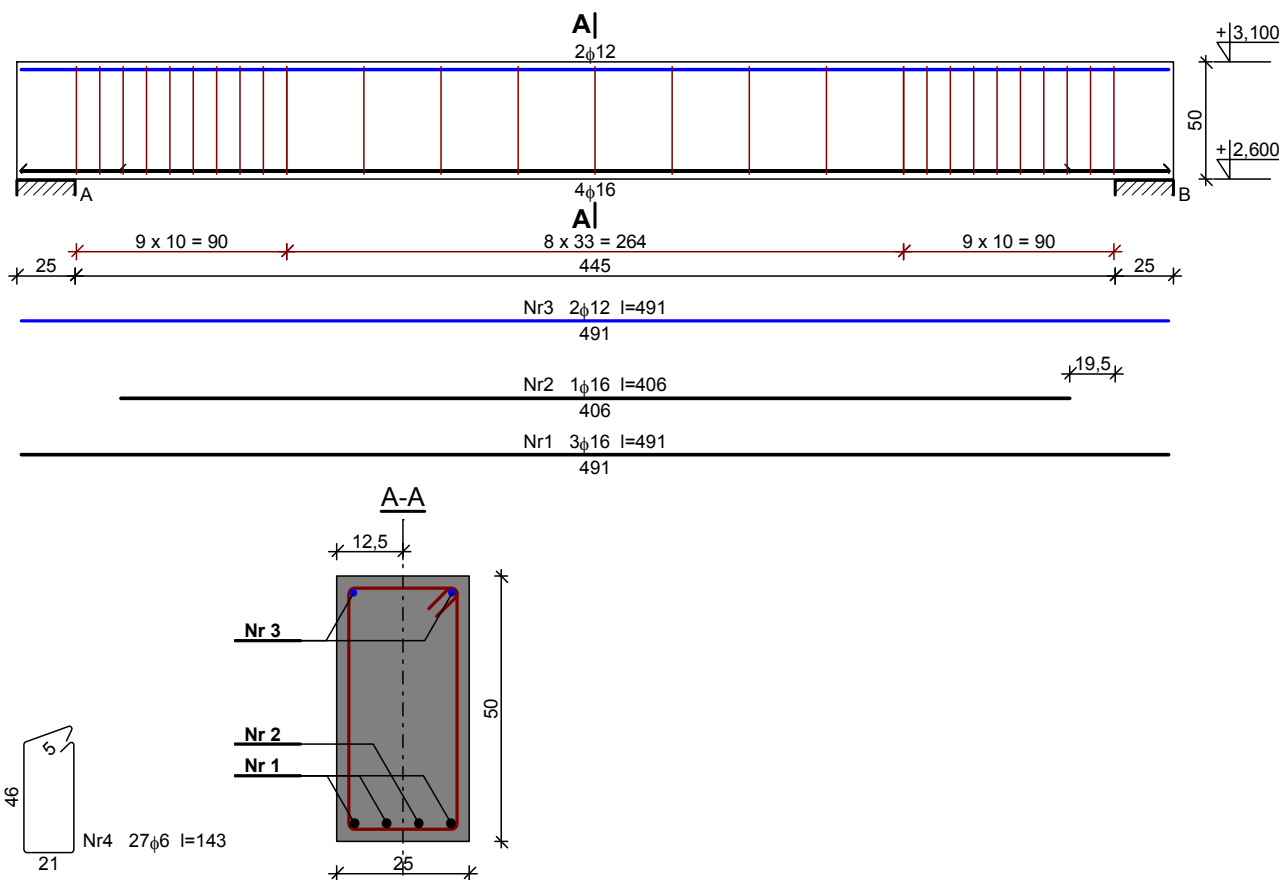 A
2ϕ12
+3,100
50
+2,600
A
4ϕ16
B
A
9 x 10 = 90
8 x 33 = 264
9 x 10 = 90
25
445
25
Nr3 2ϕ12 l=491
491
19,5
Nr2 1ϕ16 l=406
406
Nr1 3ϕ16 l=491
491
A-A
12,5
Nr 3
50
Nr 2
Nr 1
5
46
Nr4 27ϕ6 l=143
21
25